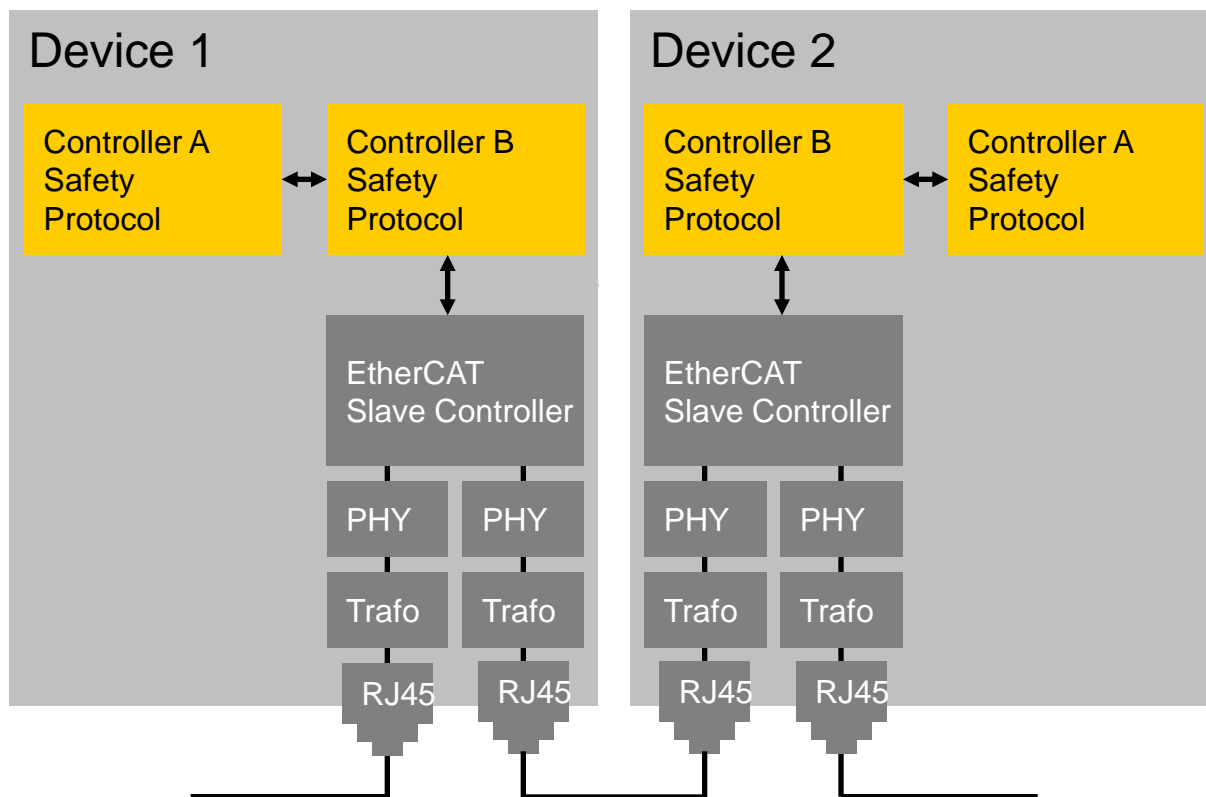 Device 1
Controller A
Safety
Protocol
Controller B
Safety
Protocol
EtherCAT
Slave Controller
PHY
PHY
Trafo
Trafo
RJ45
RJ45
Device 2
Controller B
Safety
Protocol
Controller A
Safety
Protocol
EtherCAT
Slave Controller
PHY
PHY
Trafo
Trafo
RJ45
RJ45